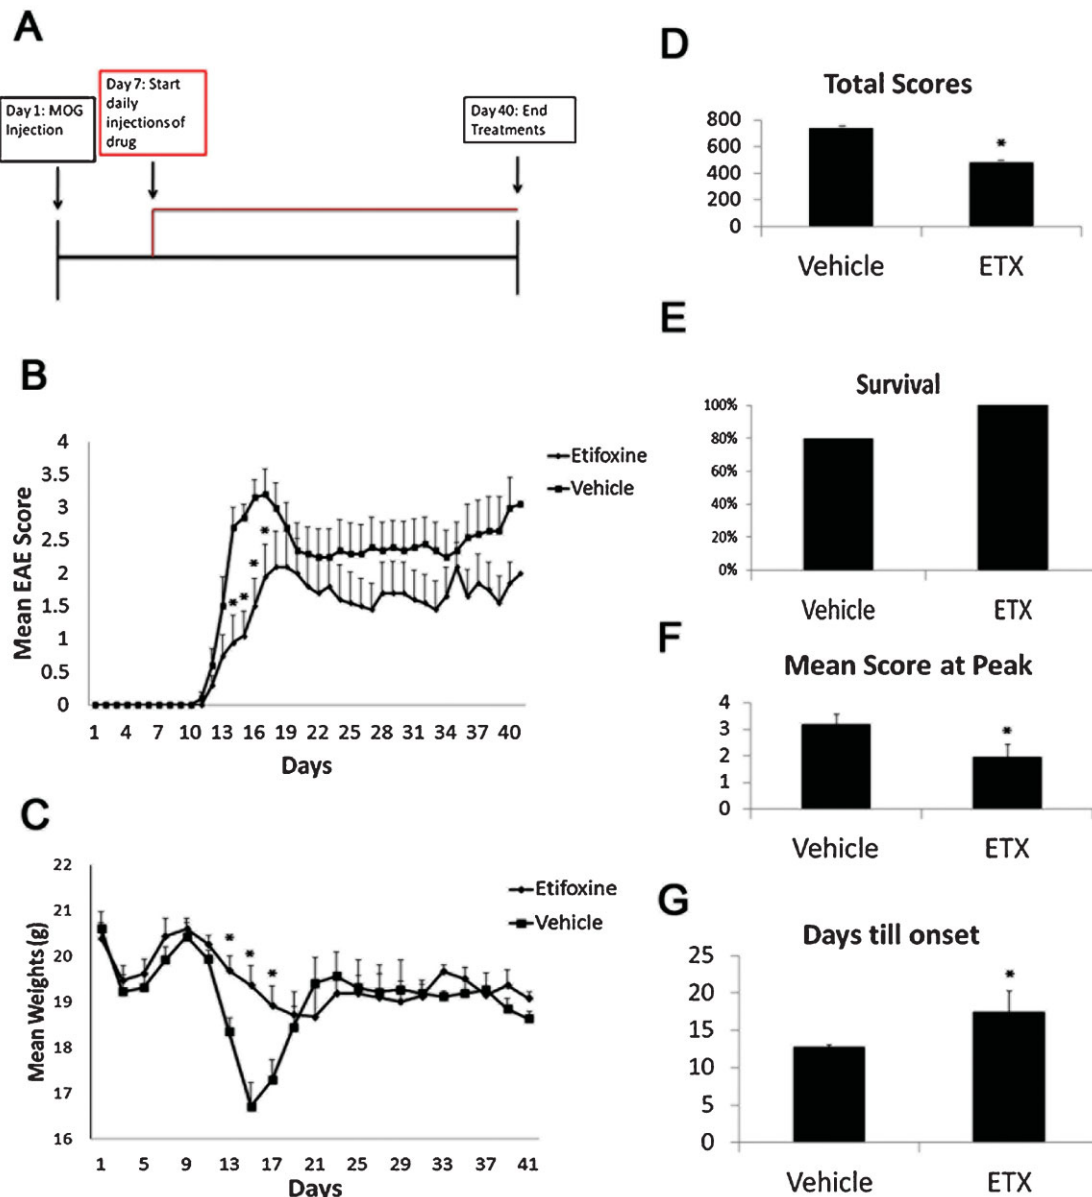 A
Day 1: MOG
Injection
Day 7: Start
daily
injections of
drug
Day 40: End
Treatments
B
4
3.5
3
2.5
2
1.5
1
0.5
0
Mean EAE Score
1 4 7 10 13 16 19 22 25 28 31 34 37 40
Days
Etifoxine
Vehicle
* * * *
C
22
21
20
19
18
17
16
Mean Weights (g)
1 5 9 13 17 21 25 29 33 37 41
Days
Etifoxine
Vehicle
* * *
D
Total Scores
800
600
400
200
0
*
Vehicle ETX
E
Survival
100%
80%
60%
40%
20%
0%
Vehicle ETX
F
Mean Score at Peak
4
3
2
1
0
*
Vehicle ETX
G
Days till onset
25
20
15
10
5
0
*
Vehicle ETX